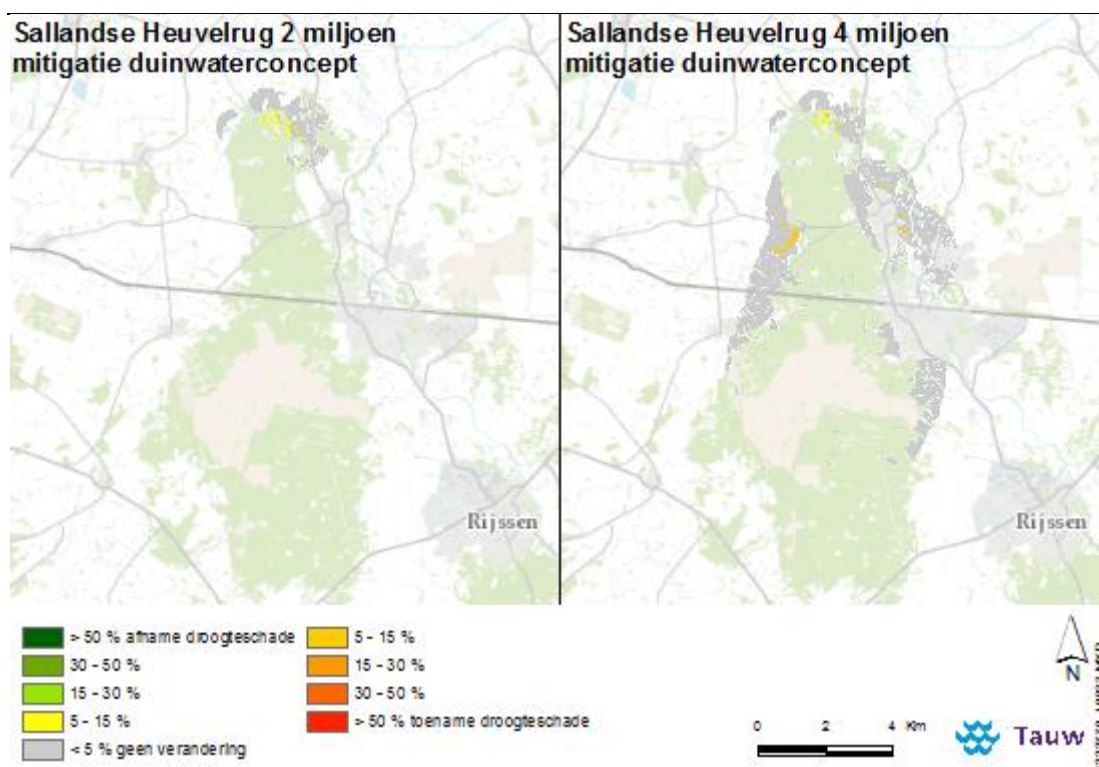 Sallandse Heuvelrug 2 miljoen
mitigatie duinwaterconcept
Sallandse Heuvelrug 4 miljoen
mitigatie duinwaterconcept
Rijssen
Rijssen
> 50 % afname droogteschade
30 - 50 %
15 - 30 %
5 - 15 %
< 5 % geen verandering
5 - 15 %
15 - 30 %
30 - 50 %
> 50 % toename droogteschade
N
0 2 4 Km
Tauw